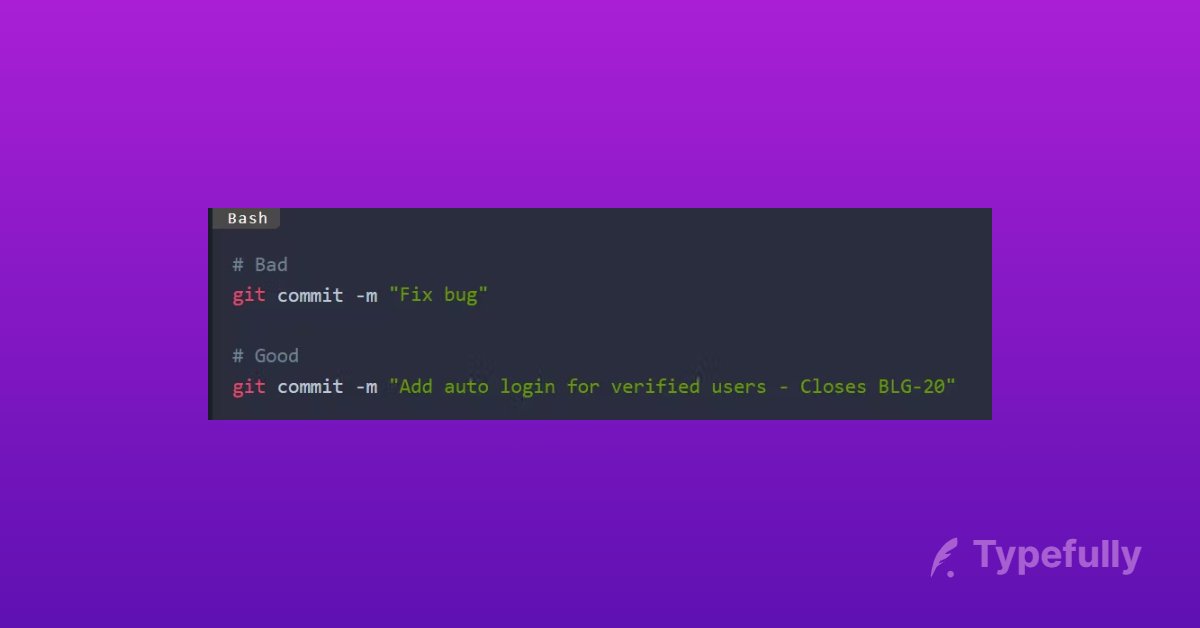 Bash
# Bad
git commit -m "Fix bug"
# Good
git commit -m "Add auto login for verified users - Closes BLG-20"
Typefully